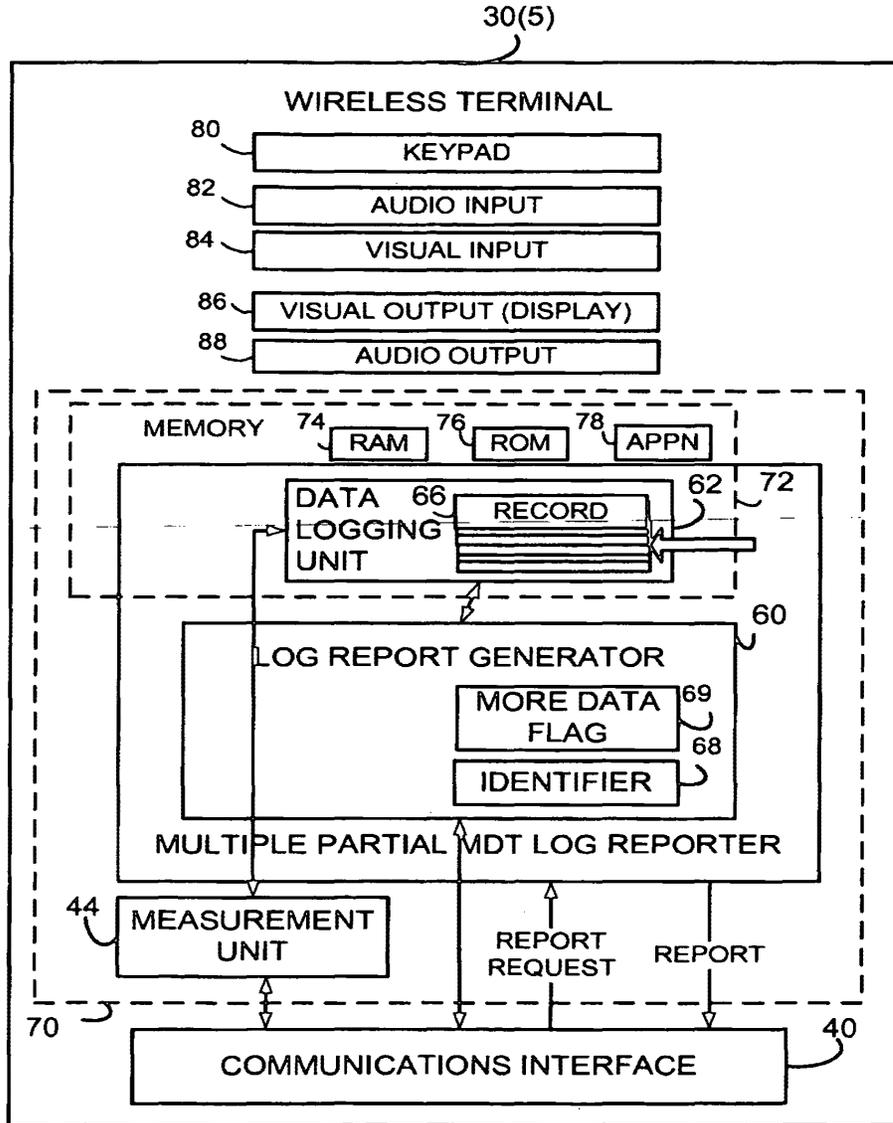 30(5)
WIRELESS TERMINAL
80
KEYPAD
82
AUDIO INPUT
84
VISUAL INPUT
86
VISUAL OUTPUT (DISPLAY)
88
AUDIO OUTPUT
MEMORY
74
RAM
76
ROM
78
APPN
DATA
LOGGING
UNIT
66
RECORD
62
72
60
LOG REPORT GENERATOR
MORE DATA
FLAG
69
68
IDENTIFIER
MULTIPLE PARTIAL MDT LOG REPORTER
44
MEASUREMENT
UNIT
REPORT
REQUEST
REPORT
70
40
COMMUNICATIONS INTERFACE